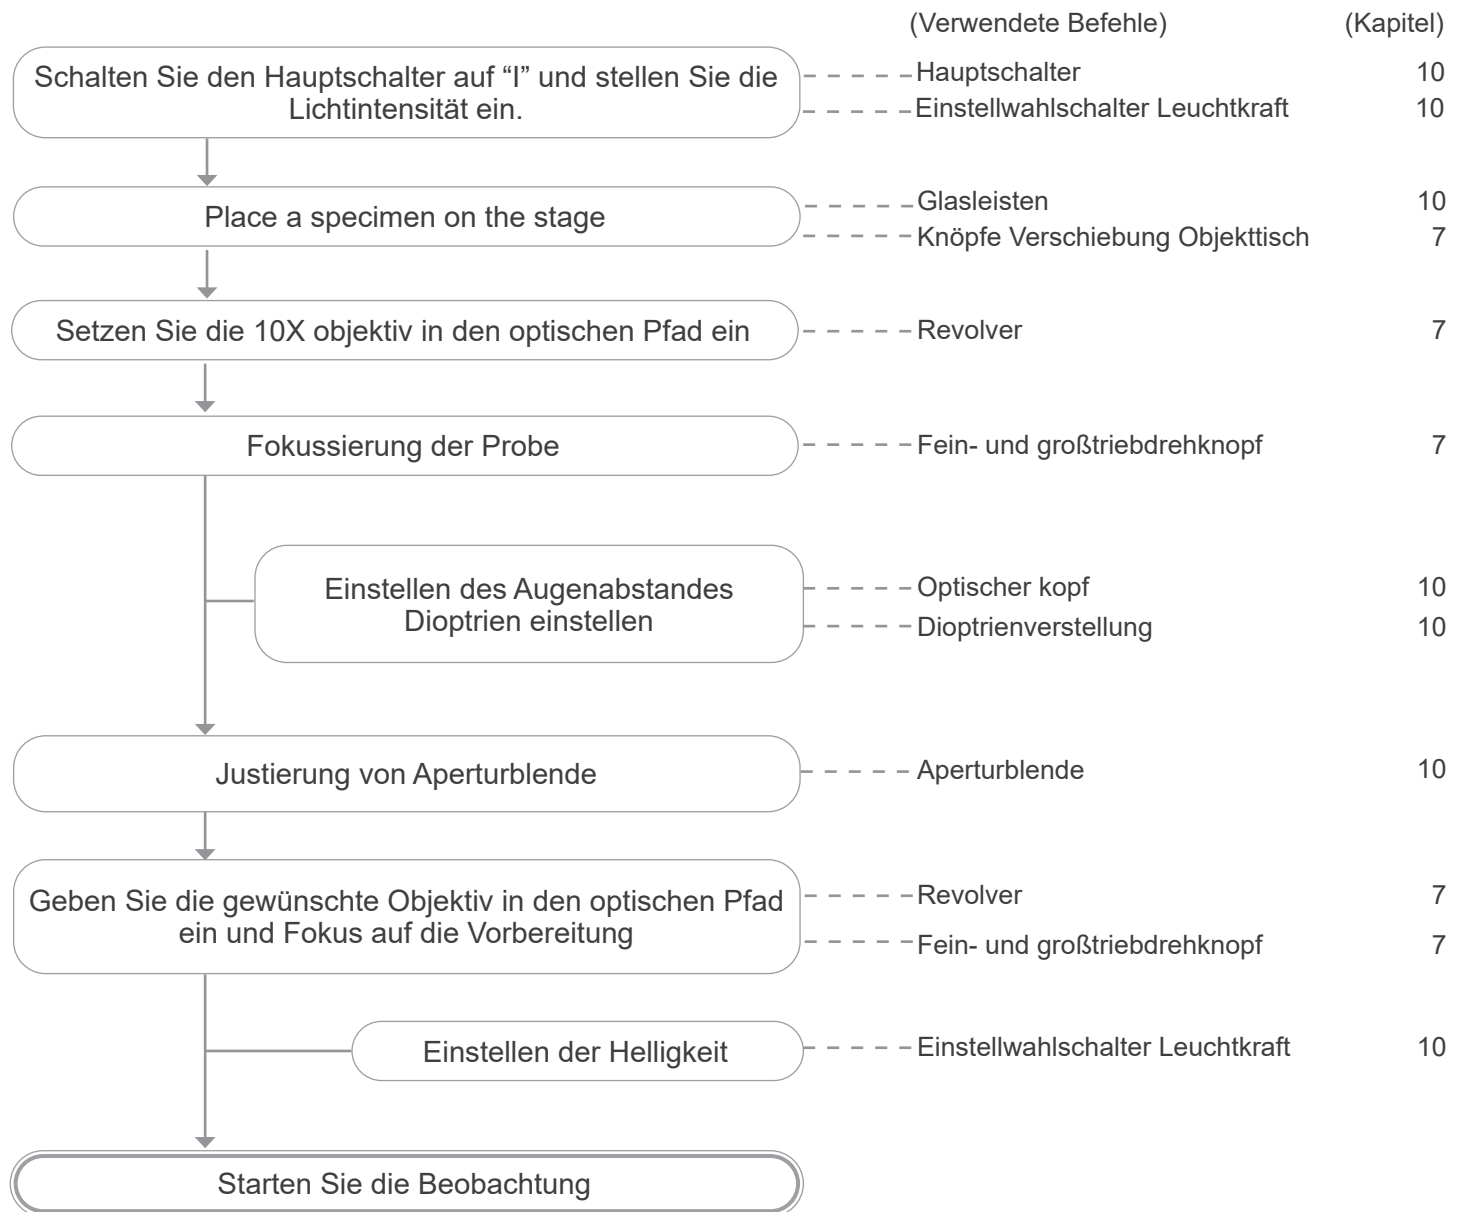 (Verwendete Befehle) (Kapitel)
Schalten Sie den Hauptschalter auf “I” und stellen Sie die
Lichtintensität ein.
Hauptschalter 10
Einstellwahlschalter Leuchtkraft 10
Place a specimen on the stage
Glasleisten 10
Knöpfe Verschiebung Objekttisch 7
Setzen Sie die 10X objektiv in den optischen Pfad ein
Revolver 7
Fokussierung der Probe
Fein- und großtriebdrehknopf 7
Einstellen des Augenabstandes
Dioptrien einstellen
Optischer kopf 10
Dioptrienverstellung 10
Justierung von Aperturblende
Aperturblende 10
Geben Sie die gewünschte Objektiv in den optischen Pfad
ein und Fokus auf die Vorbereitung
Revolver 7
Fein- und großtriebdrehknopf 7
Einstellen der Helligkeit
Einstellwahlschalter Leuchtkraft 10
Starten Sie die Beobachtung